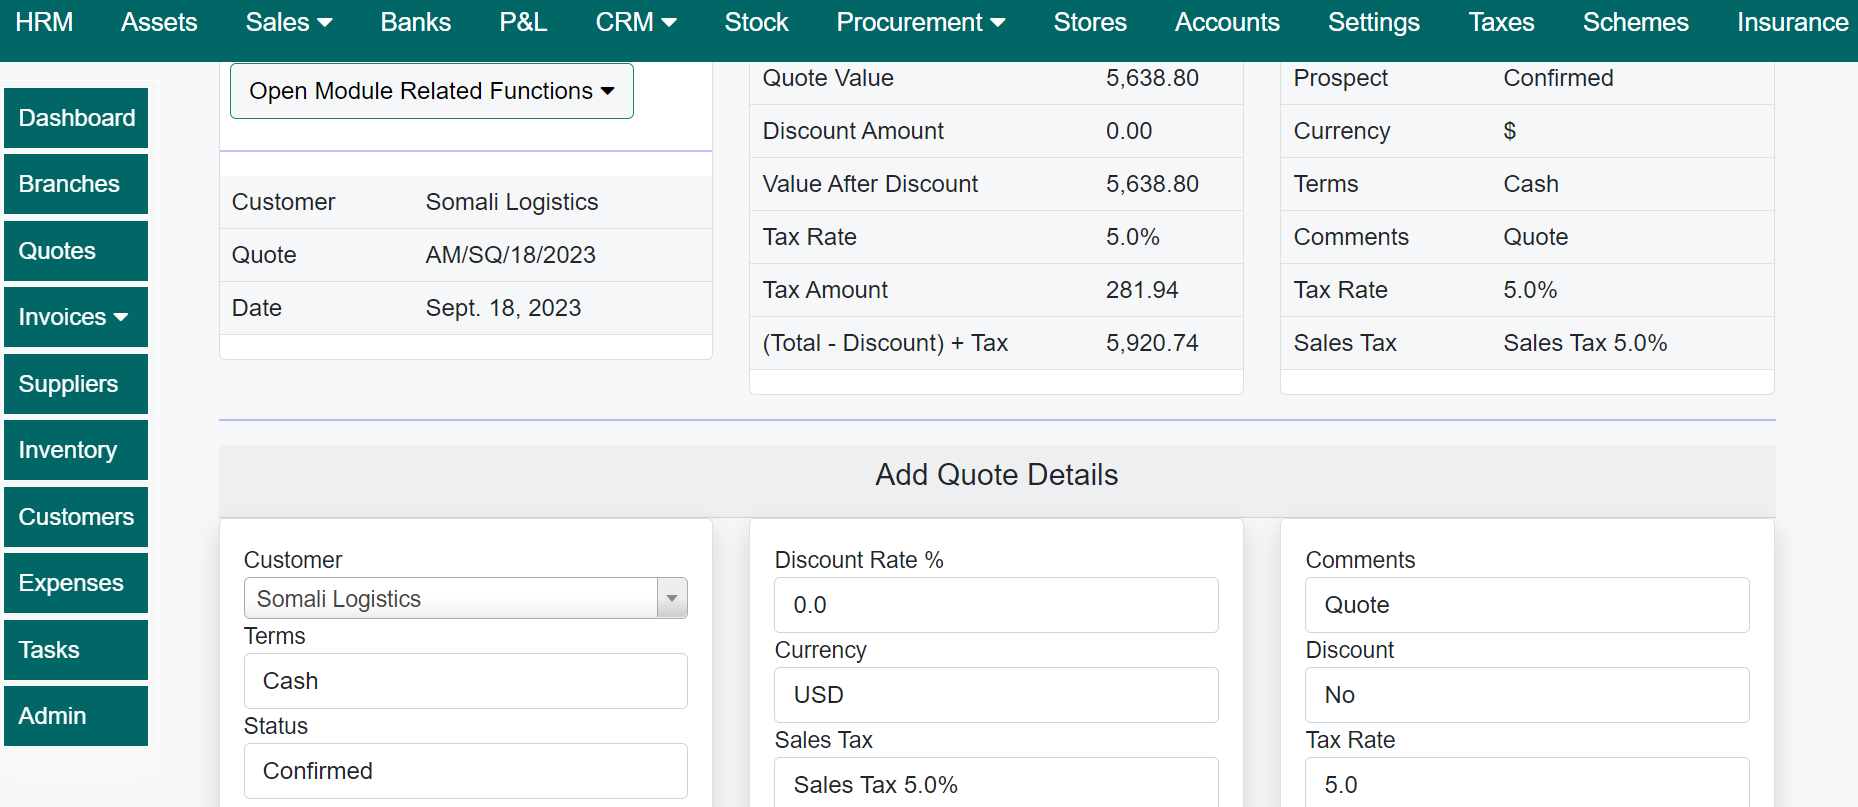 HRM Assets Sales Banks P&L CRM Stock Procurement Stores Accounts Settings Taxes Schemes Insurance
Dashboard
Branches
Quotes
Invoices
Suppliers
Inventory
Customers
Expenses
Tasks
Admin
Open Module Related Functions
Customer Somali Logistics
Quote AM/SQ/18/2023
Date Sept. 18, 2023
Quote Value 5,638.80
Discount Amount 0.00
Value After Discount 5,638.80
Tax Rate 5.0%
Tax Amount 281.94
(Total - Discount) + Tax 5,920.74
Prospect Confirmed
Currency $
Terms Cash
Comments Quote
Tax Rate 5.0%
Sales Tax Sales Tax 5.0%
Add Quote Details
Customer
Somali Logistics
Terms
Cash
Status
Confirmed
Discount Rate %
0.0
Currency
USD
Sales Tax
Sales Tax 5.0%
Comments
Quote
Discount
No
Tax Rate
5.0